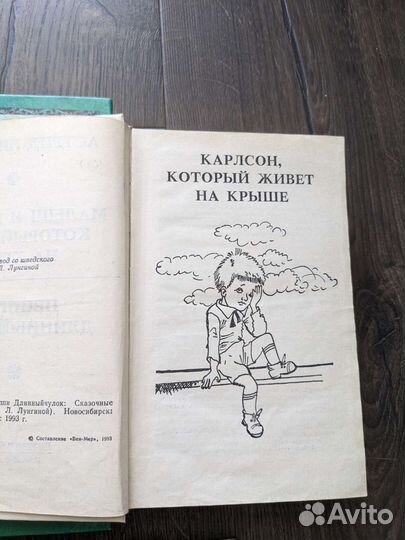 вод со шведского
Л. Лунгиной
ппи Длинныйчулок: Сказочные
Л. Лунгиной). Новосибирск:
: 1993 г.
© Составление «Вен-Мер», 1993
КАРЛСОН,
КОТОРЫЙ ЖИВЕТ
НА КРЫШЕ
Avito